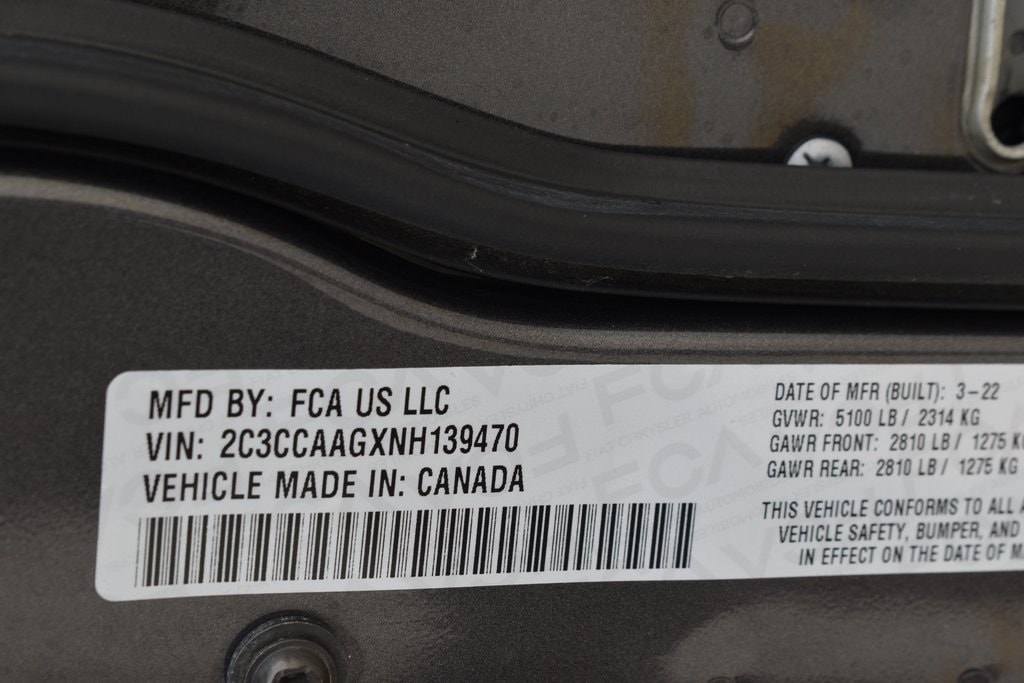 MFD BY: FCA US LLC
VIN: 2C3CCAAGXNH139470
VEHICLE MADE IN: CANADA
DATE OF MFR (BUILT): 3-22
GVWR: 5100 LB / 2314 KG
GAWR FRONT: 2810 LB / 1275 KG
GAWR REAR: 2810 LB / 1275 KG
THIS VEHICLE CONFORMS TO ALL
VEHICLE SAFETY, BUMPER, AND
IN EFFECT ON THE DATE OF